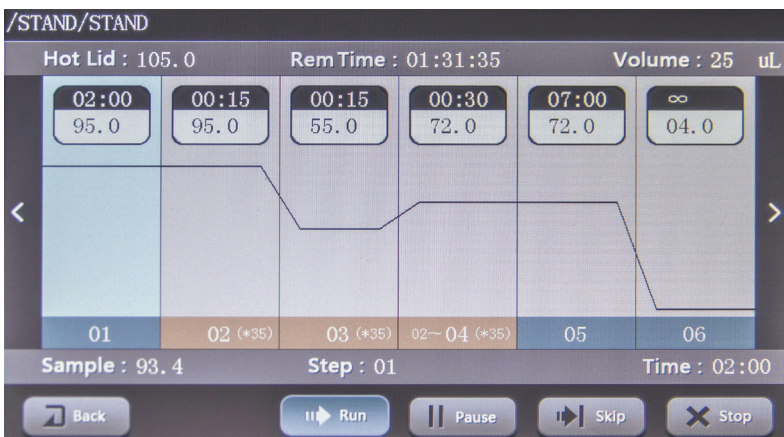 /STAND/STAND
Hot Lid : 105.0 Rem Time : 01:31:35 Volume : 25 uL
02:00 00:15 00:15 00:30 07:00 ∞
95.0 95.0 55.0 72.0 72.0 04.0
01 02 (*35) 03 (*35) 02~04 (*35) 05 06
Sample : 93.4 Step : 01 Time : 02:00
Back Run Pause Skip Stop